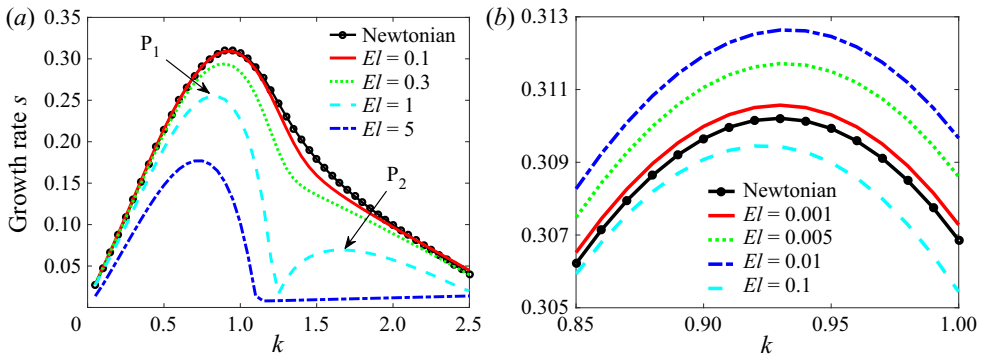 (a)
0.35
0.30
0.25
0.20
0.15
0.10
0.05
0
0.5
1.0
1.5
2.0
2.5
Growth rate s
k
P1
P2
Newtonian
El = 0.1
El = 0.3
El = 1
El = 5
(b)
0.313
0.311
0.309
0.307
0.305
0.85
0.90
0.95
1.00
k
Newtonian
El = 0.001
El = 0.005
El = 0.01
El = 0.1